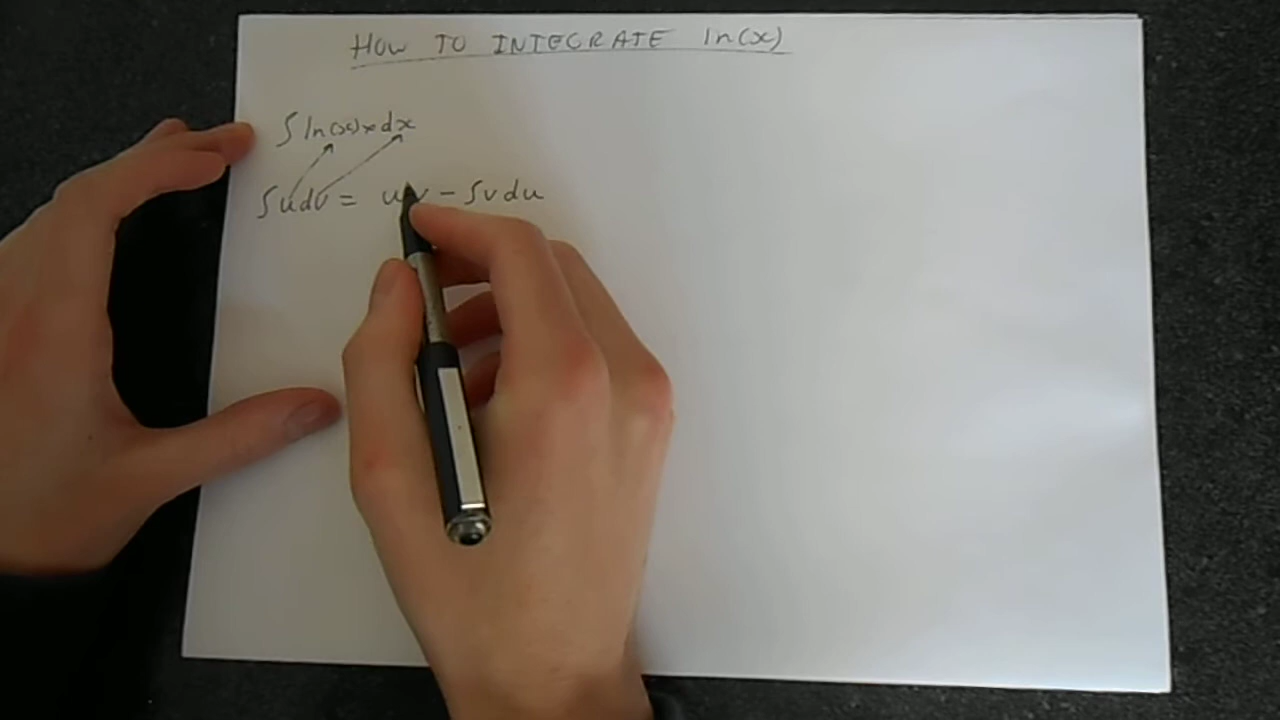 HOW TO INTEGRATE ln(x)
∫ln(x)×dx
∫udv = uv - ∫vdu